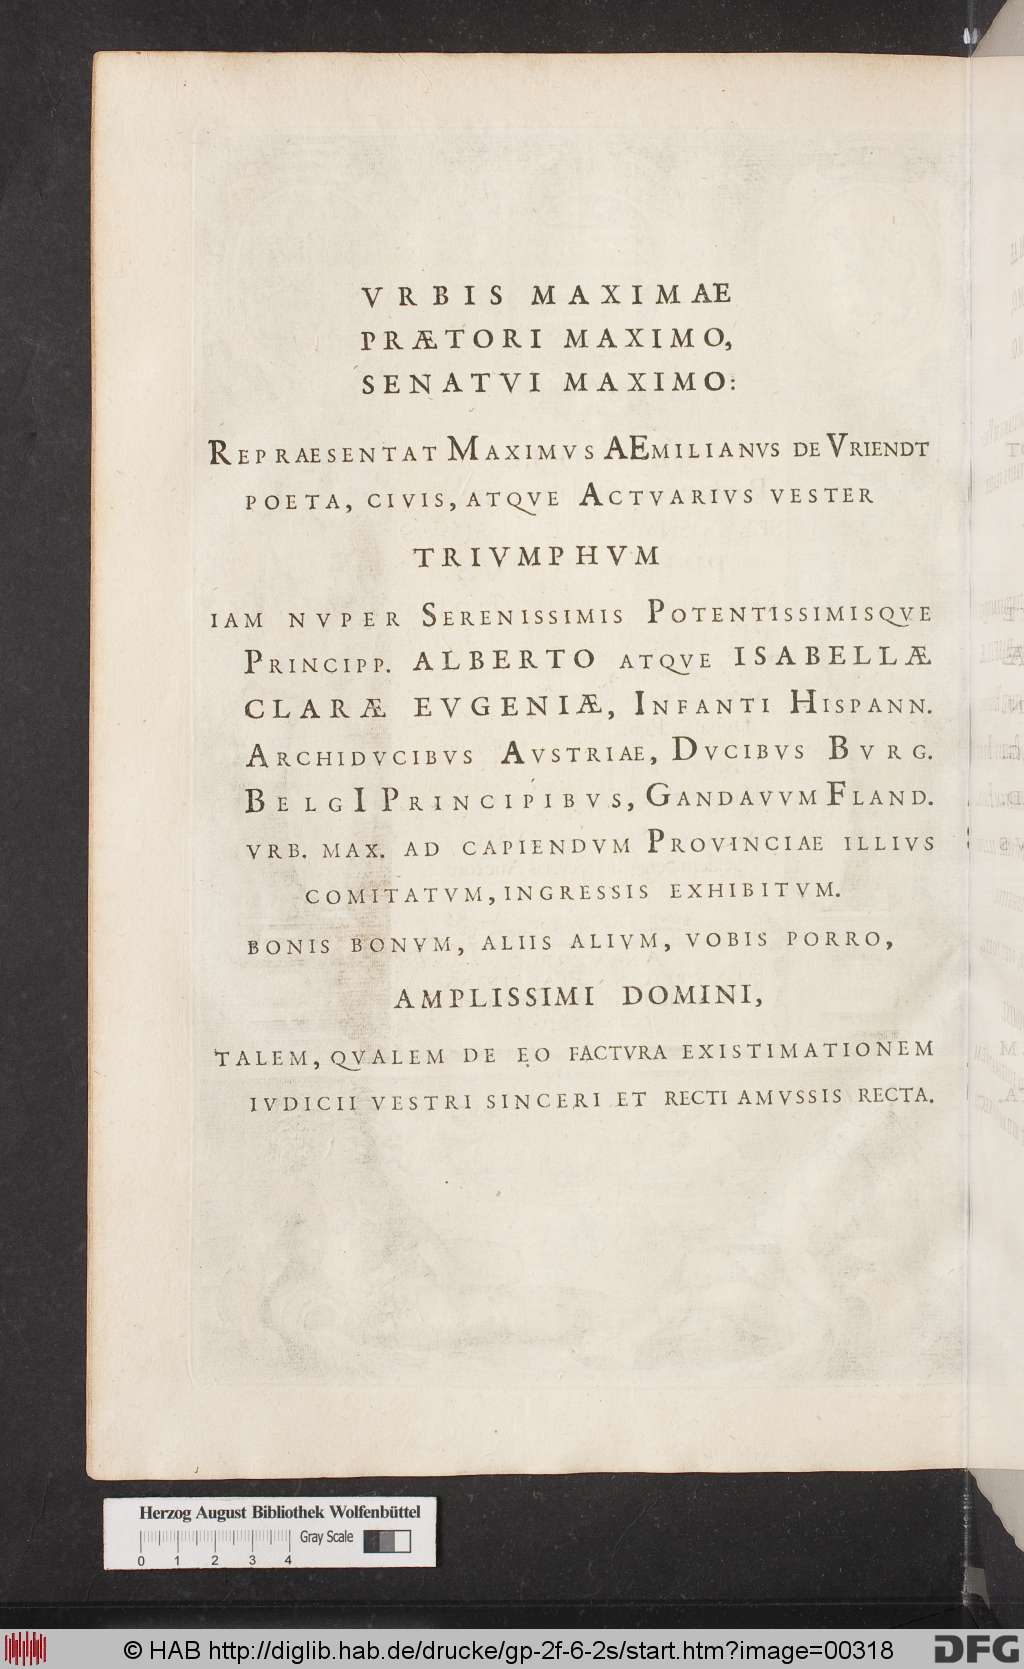 VRBIS MAXIMAE
PRÆTORI MAXIMO,
SENATVI MAXIMO:
REPRAESENTAT MAXIMVS AEMILIANVS DE VRIENDT
POETA, CIVIS, ATQVE ACTVARIVS VESTER
TRIVMPHVM
IAM NVPER SERENISSIMIS POTENTISSIMISQVE
PRINCIPP. ALBERTO ATQVE ISABELLÆ
CLARÆ EVGENIÆ, INFANTI HISPANN.
ARCHIDVCIBVS AVSTRIAE, DVCIBVS BVRG.
BELGI PRINCIPIBVS, GANDAVVM FLAND.
VRB. MAX. AD CAPIENDVM PROVINCIAE ILLIVS
COMITATVM, INGRESSIS EXHIBITVM.
BONIS BONVM, ALIIS ALIVM, VOBIS PORRO,
AMPLISSIMI DOMINI,
TALEM, QVALEM DE EO FACTVRA EXISTIMATIONEM
IVDICII VESTRI SINCERI ET RECTI AMVSSIS RECTA.
Herzog August Bibliothek Wolfenbüttel
Gray Scale
0 1 2 3 4
© HAB http://diglib.hab.de/drucke/gp-2f-6-2s/start.htm?image=00318
DFG